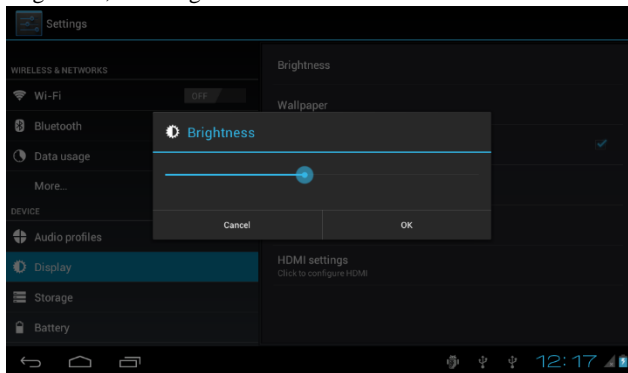 Settings
WIRELESS & NETWORKS
Wi-Fi
OFF
Bluetooth
Data usage
More...
DEVICE
Audio profiles
Display
Storage
Battery
Brightness
Wallpaper
HDMI settings
Click to configure HDMI
Brightness
Cancel
OK
12:17